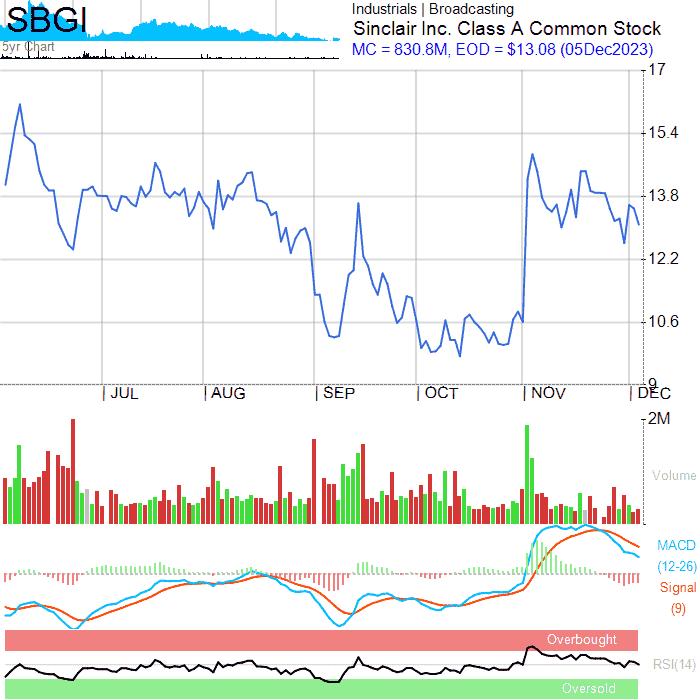 SBGI
5yr Chart
Industrials | Broadcasting
Sinclair Inc. Class A Common Stock
MC = 830.8M, EOD = $13.08 (05Dec2023)
17
15.4
13.8
12.2
10.6
9
JUL AUG SEP OCT NOV DEC
2M
Volume
MACD
(12-26)
Signal
(9)
Overbought
RSI(14)
Oversold